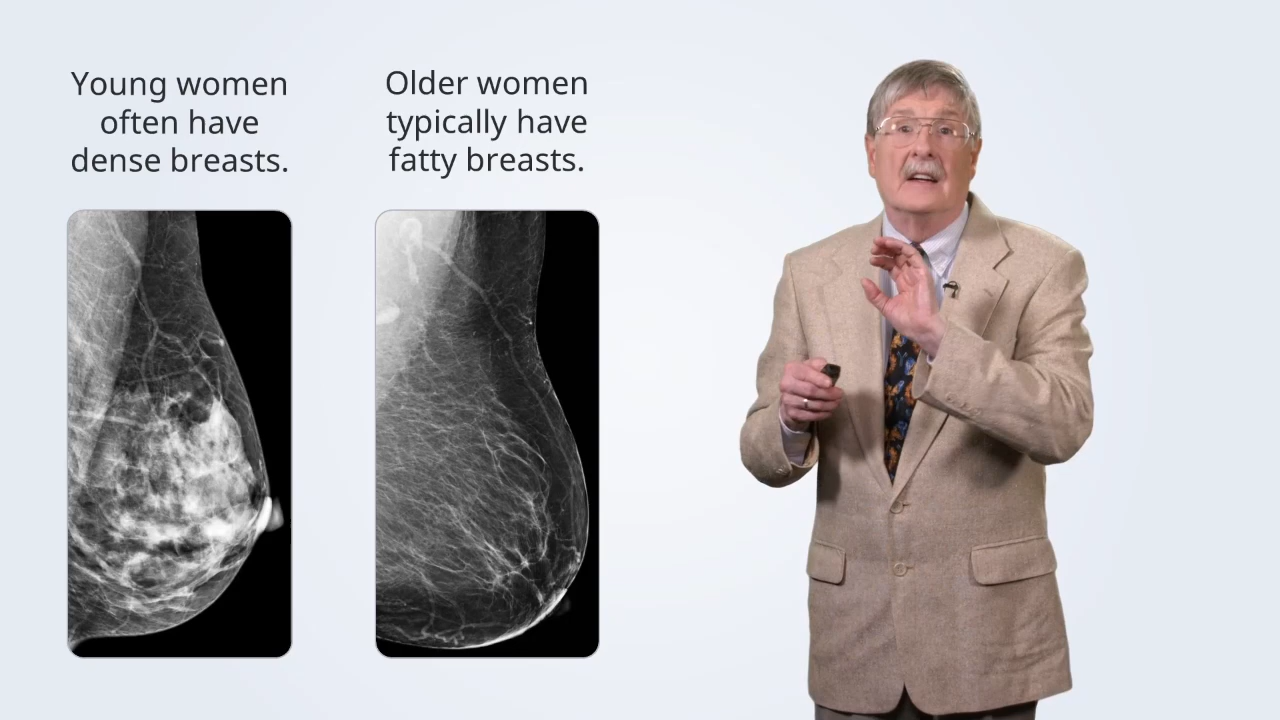 Young women
often have
dense breasts.
Older women
typically have
fatty breasts.